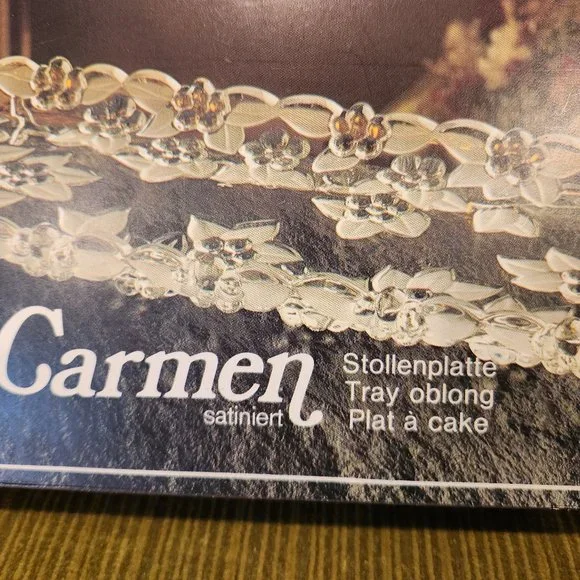 Carmen
satiniert
Stollenplatte
Tray oblong
Plat à cake